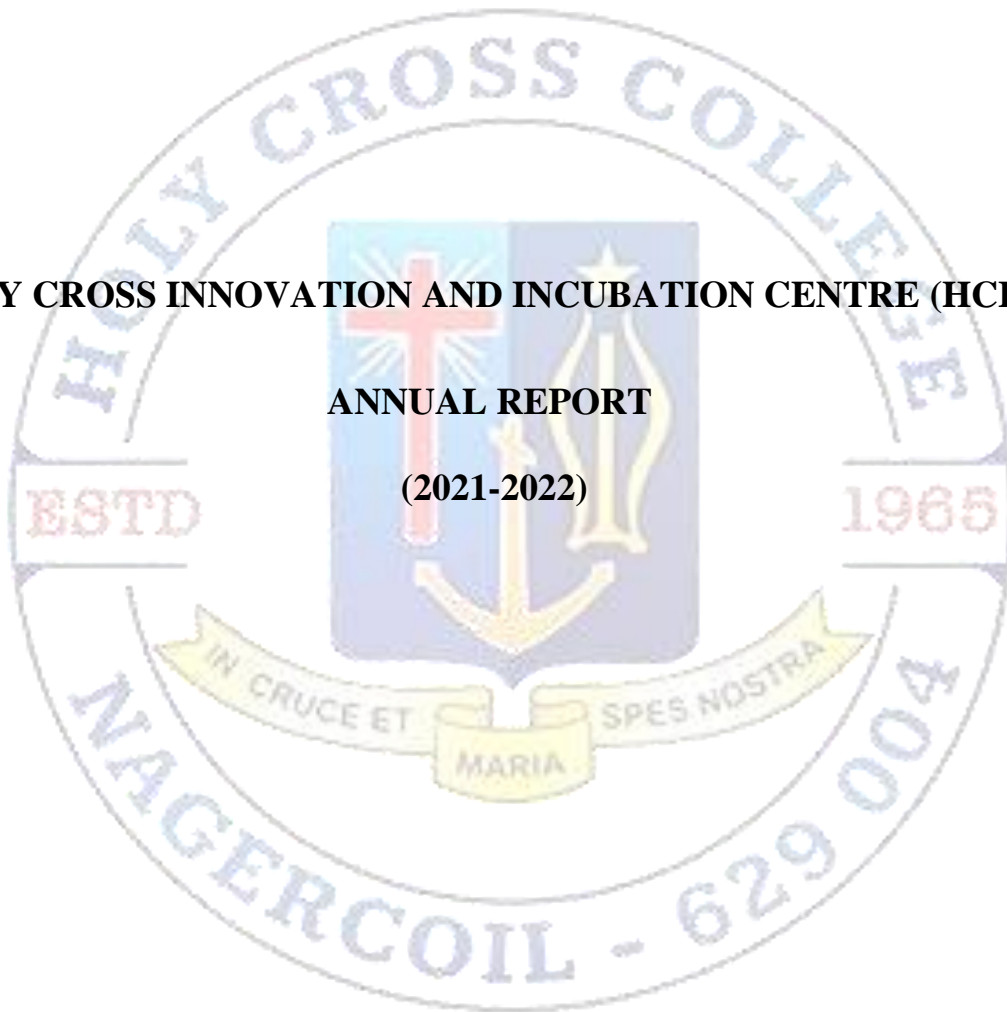 HOLY CROSS COLLEGE
Y CROSS INNOVATION AND INCUBATION CENTRE (HCI
ANNUAL REPORT
(2021-2022)
ESTD 1965
IN CRUCE ET MARIA SPES NOSTRA
NAGERCOIL - 629 004